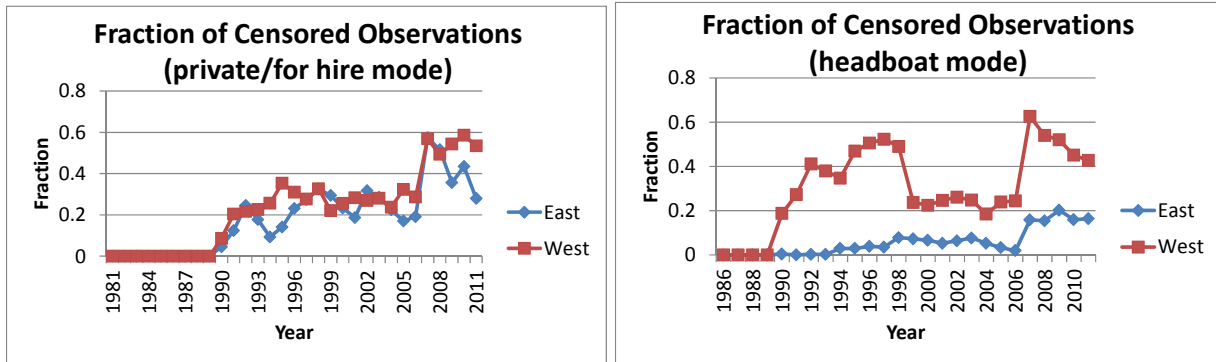 Fraction of Censored Observations
(private/for hire mode)
0.8
0.6
0.4
0.2
0
Fraction
1981
1984
1987
1990
1993
1996
1999
2002
2005
2008
2011
Year
East
West
Fraction of Censored Observations
(headboat mode)
0.8
0.6
0.4
0.2
0
Fraction
1986
1988
1990
1992
1994
1996
1998
2000
2002
2004
2006
2008
2010
Year
East
West